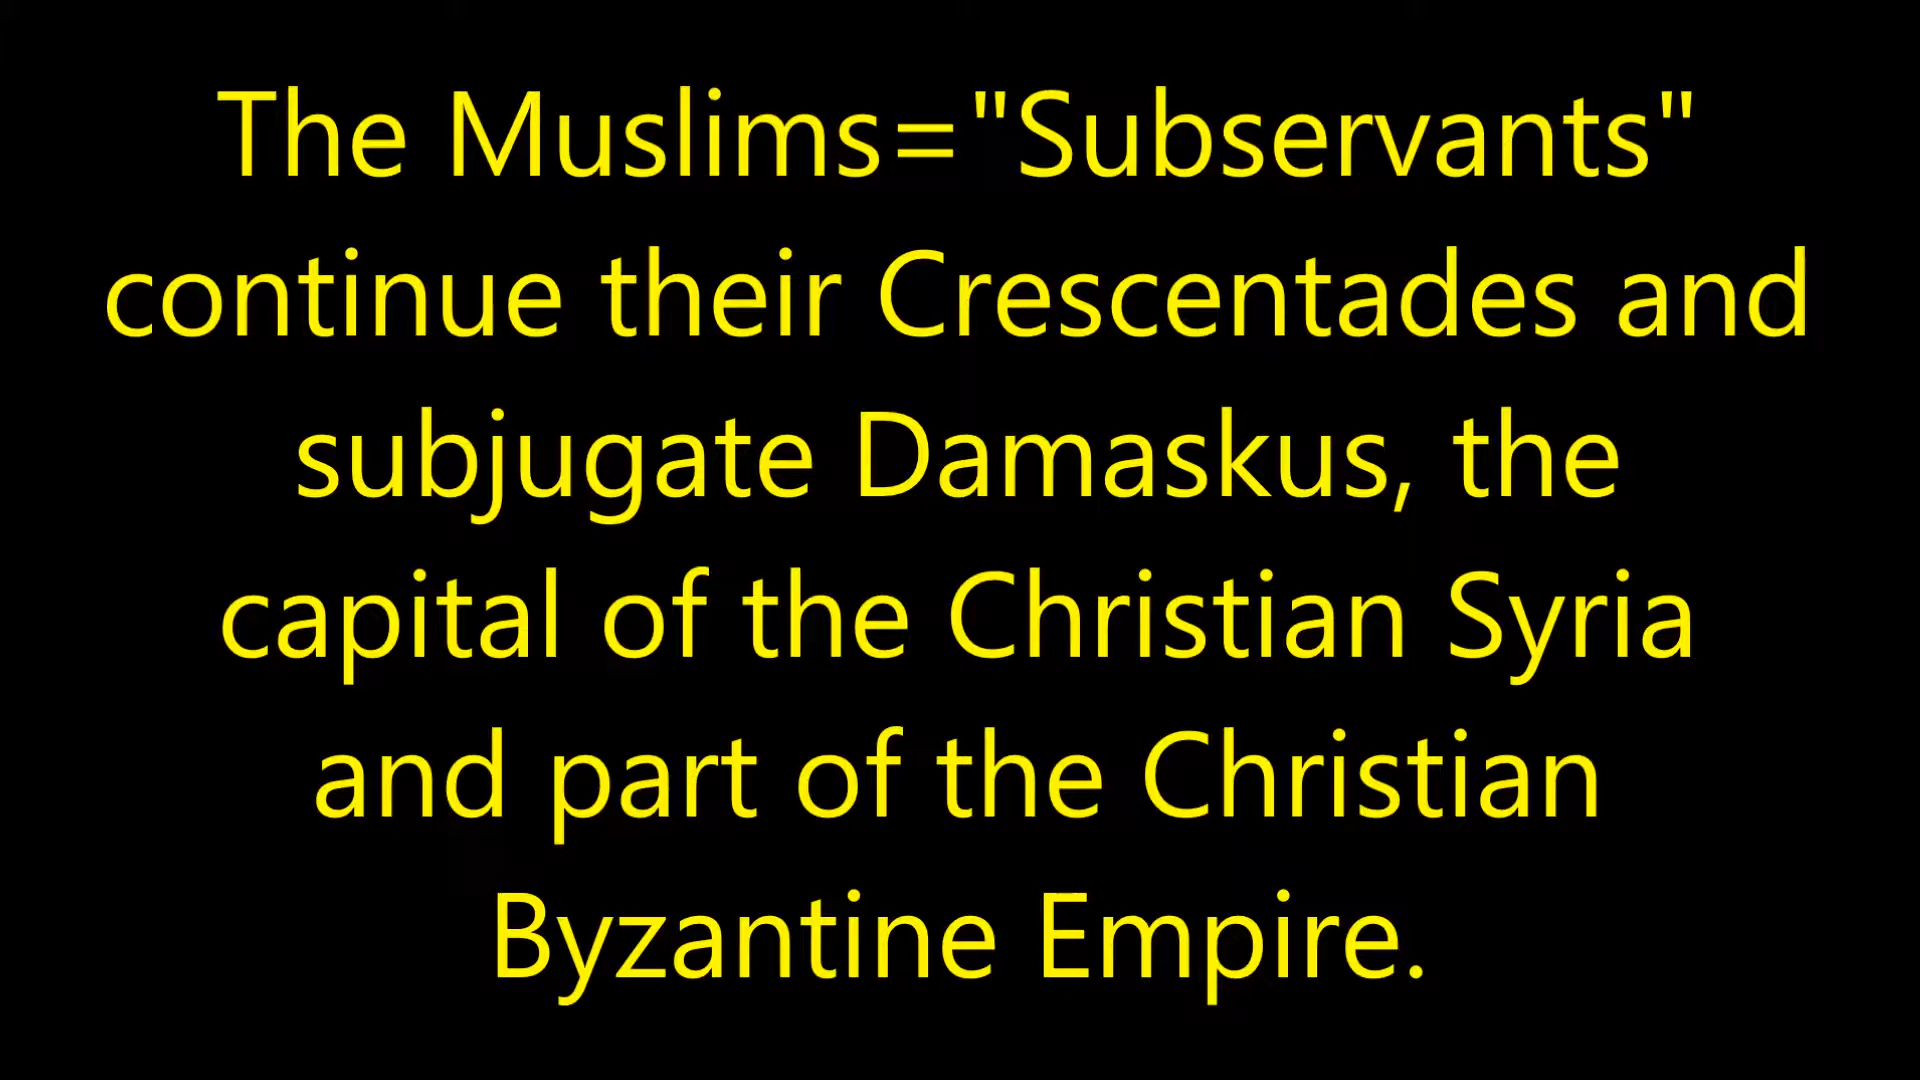 The Muslims="Subservants"
continue their Crescentades and
subjugate Damaskus, the
capital of the Christian Syria
and part of the Christian
Byzantine Empire.